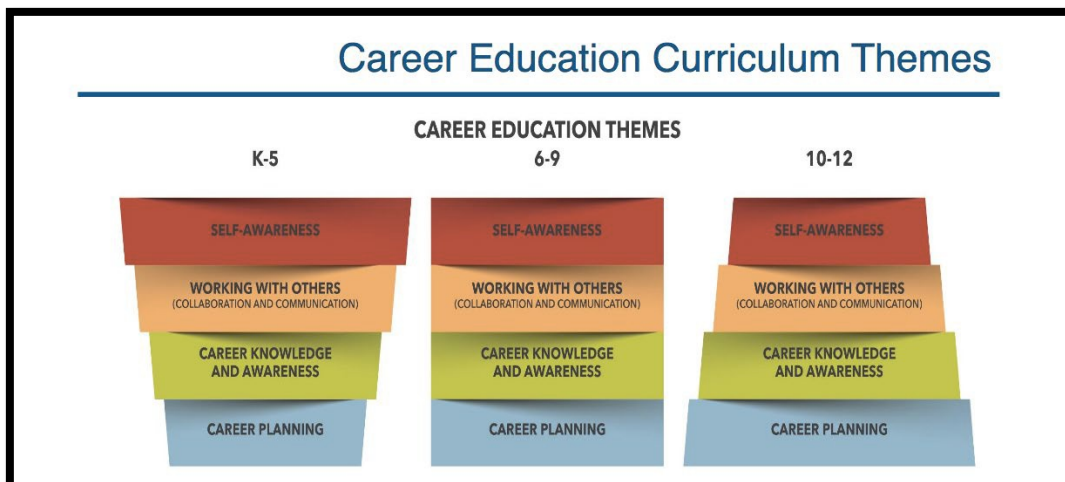 Career Education Curriculum Themes
CAREER EDUCATION THEMES
K-5
6-9
10-12
SELF-AWARENESS
WORKING WITH OTHERS
(COLLABORATION AND COMMUNICATION)
CAREER KNOWLEDGE
AND AWARENESS
CAREER PLANNING
SELF-AWARENESS
WORKING WITH OTHERS
(COLLABORATION AND COMMUNICATION)
CAREER KNOWLEDGE
AND AWARENESS
CAREER PLANNING
SELF-AWARENESS
WORKING WITH OTHERS
(COLLABORATION AND COMMUNICATION)
CAREER KNOWLEDGE
AND AWARENESS
CAREER PLANNING